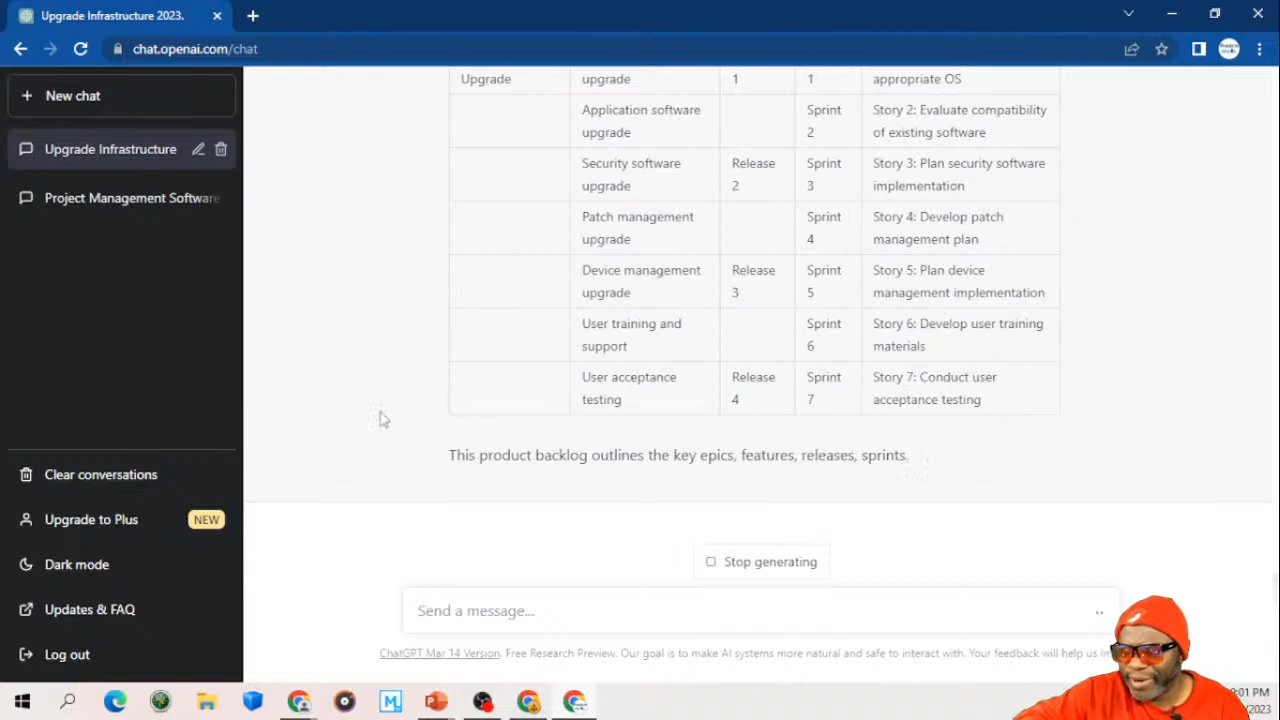 Upgrade Infrastructure 2023.
chat.openai.com/chat
New chat
Upgrade Infrastructure
Project Management Software
Clear conversations
Upgrade to Plus NEW
Dark mode
Updates & FAQ
Log out
Upgrade upgrade 1 1 appropriate OS
Application software Sprint Story 2: Evaluate compatibility
upgrade 2 of existing software
Security software Release Sprint Story 3: Plan security software
upgrade 2 3 implementation
Patch management Sprint Story 4: Develop patch
upgrade 4 management plan
Device management Release Sprint Story 5: Plan device
upgrade 3 5 management implementation
User training and Sprint Story 6: Develop user training
support 6 materials
User acceptance Release Sprint Story 7: Conduct user
testing 4 7 acceptance testing
This product backlog outlines the key epics, features, releases, sprints,
Stop generating
Send a message...
ChatGPT Mar 14 Version. Free Research Preview. Our goal is to make AI systems more natural and safe to interact with. Your feedback will help us
:01 PM
/2023